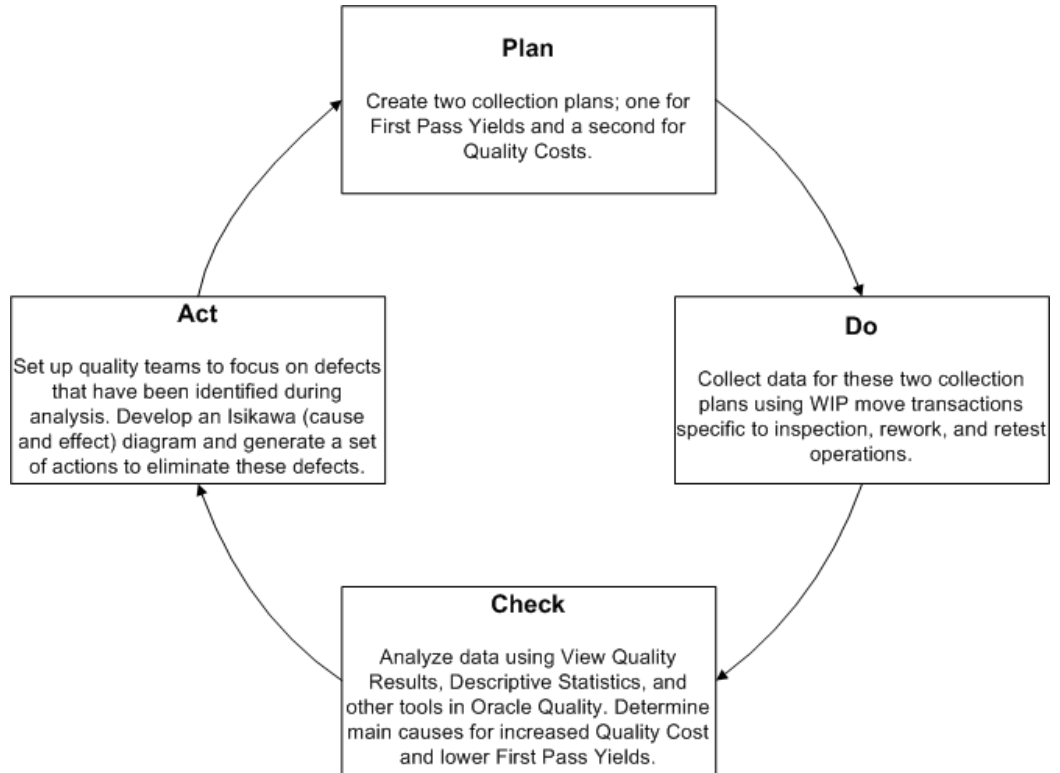 Plan
Create two collection plans; one for
First Pass Yields and a second for
Quality Costs.
Do
Collect data for these two collection
plans using WIP move transactions
specific to inspection, rework, and retest
operations.
Check
Analyze data using View Quality
Results, Descriptive Statistics, and
other tools in Oracle Quality. Determine
main causes for increased Quality Cost
and lower First Pass Yields.
Act
Set up quality teams to focus on defects
that have been identified during
analysis. Develop an Isikawa (cause
and effect) diagram and generate a set
of actions to eliminate these defects.